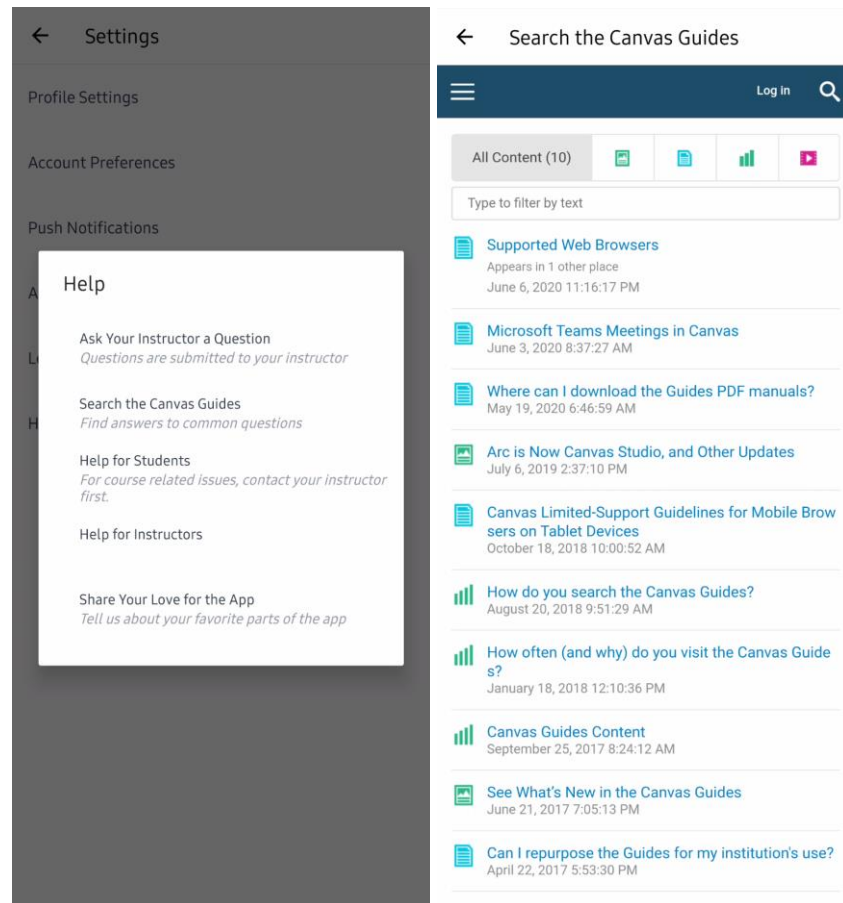 Settings
Profile Settings
Account Preferences
Push Notifications
A
Help
Ask Your Instructor a Question
Questions are submitted to your instructor
Le
Search the Canvas Guides
Find answers to common questions
H
Help for Students
For course related issues, contact your instructor
first.
Help for Instructors
Share Your Love for the App
Tell us about your favorite parts of the app
Search the Canvas Guides
Log in
All Content (10)
Type to filter by text
Supported Web Browsers
Appears in 1 other place
June 6, 2020 11:16:17 PM
Microsoft Teams Meetings in Canvas
June 3, 2020 8:37:27 AM
Where can I download the Guides PDF manuals?
May 19, 2020 6:46:59 AM
Arc is Now Canvas Studio, and Other Updates
July 6, 2019 2:37:10 PM
Canvas Limited-Support Guidelines for Mobile Brow
sers on Tablet Devices
October 18, 2018 10:00:52 AM
How do you search the Canvas Guides?
August 20, 2018 9:51:29 AM
How often (and why) do you visit the Canvas Guide
s?
January 18, 2018 12:10:36 PM
Canvas Guides Content
September 25, 2017 8:24:12 AM
See What's New in the Canvas Guides
June 21, 2017 7:05:13 PM
Can I repurpose the Guides for my institution's use?
April 22, 2017 5:53:30 PM